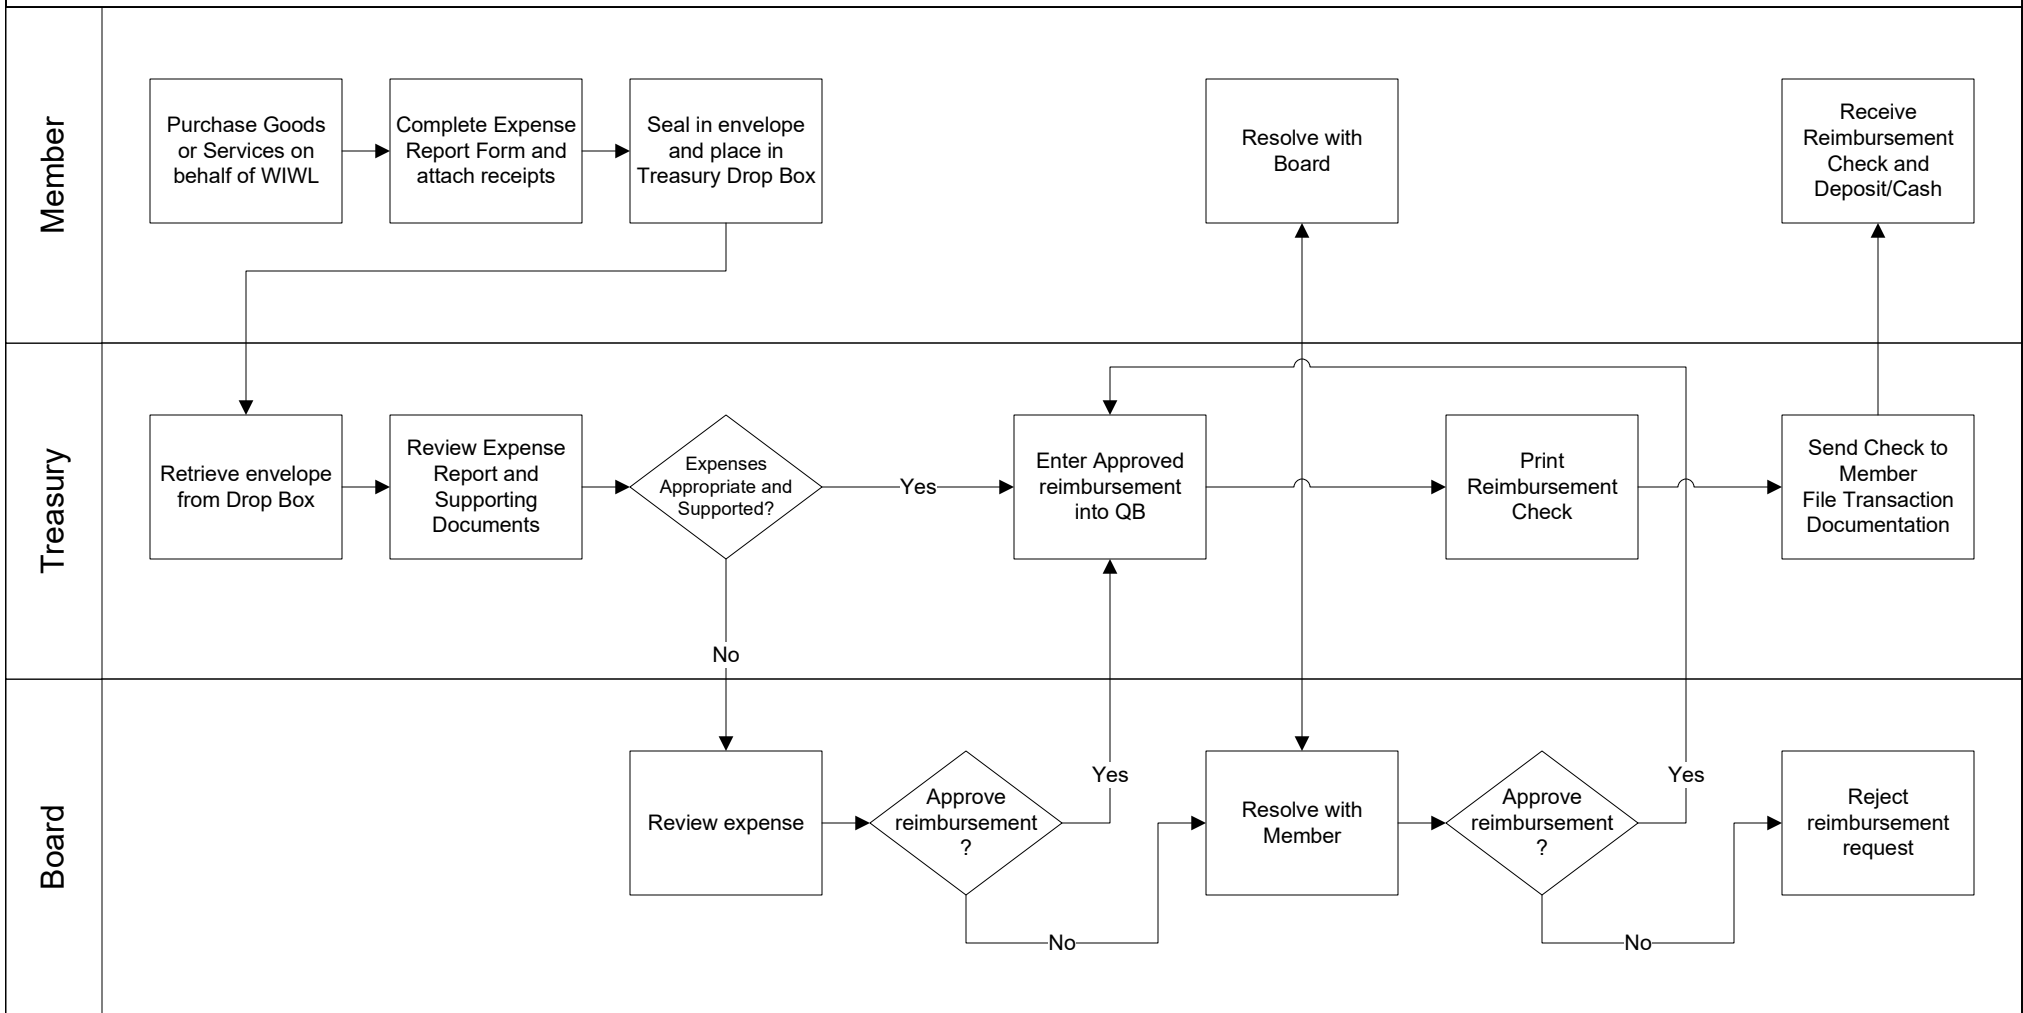 Member
Purchase Goods
or Services on
behalf of WIWL
Complete Expense
Report Form and
attach receipts
Seal in envelope
and place in
Treasury Drop Box
Resolve with
Board
Receive
Reimbursement
Check and
Deposit/Cash
Treasury
Retrieve envelope
from Drop Box
Review Expense
Report and
Supporting
Documents
Expenses
Appropriate and
Supported?
Yes
No
Enter Approved
reimbursement
into QB
Print
Reimbursement
Check
Send Check to
Member
File Transaction
Documentation
Board
Review expense
Approve
reimbursement
?
Yes
No
Resolve with
Member
Approve
reimbursement
?
Yes
No
Reject
reimbursement
request